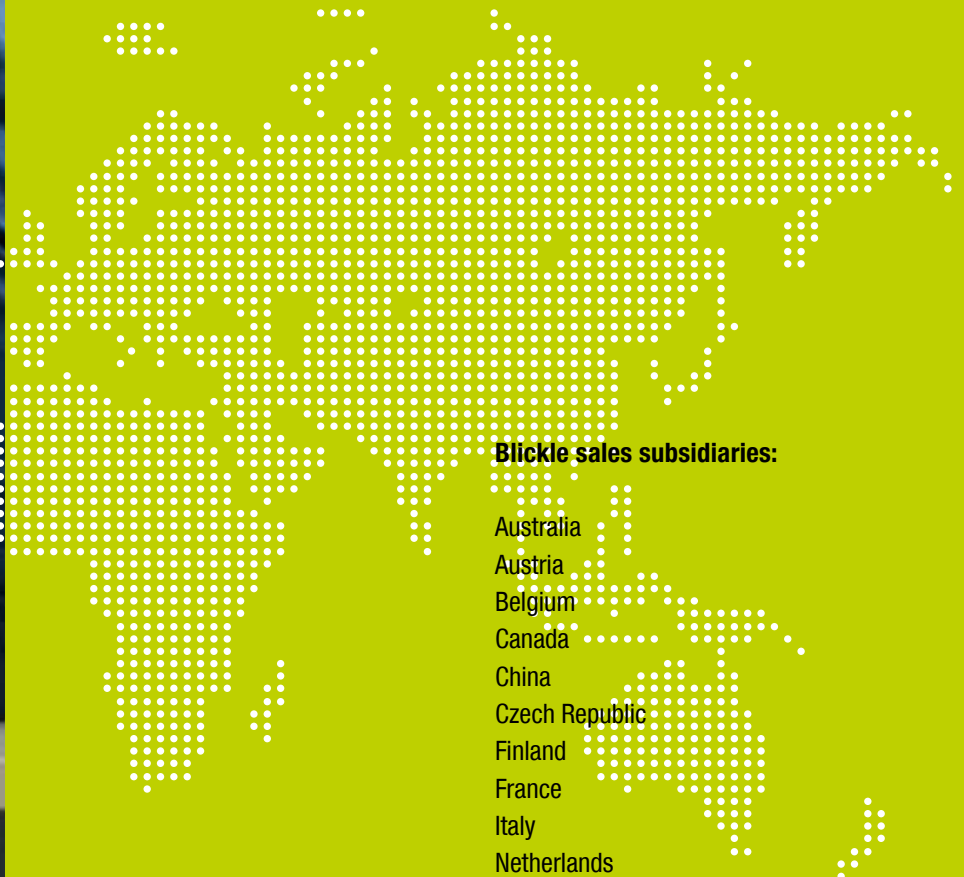 Blickle sales subsidiaries:
Australia
Austria
Belgium
Canada
China
Czech Republic
Finland
France
Italy
Netherlands